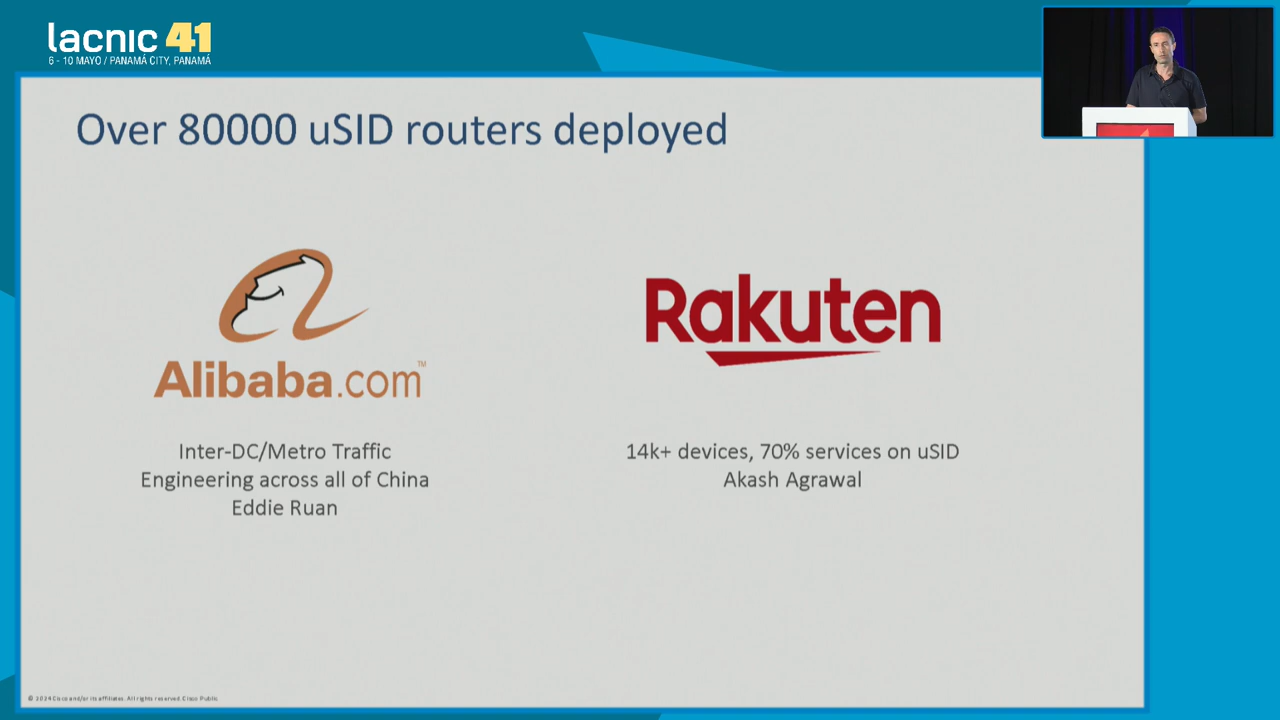 lacnic 41
6 - 10 MAYO / PANAMÁ CITY, PANAMÁ
Over 80000 uSID routers deployed
Alibaba.com™
Rakuten
Inter-DC/Metro Traffic
Engineering across all of China
Eddie Ruan
14k+ devices, 70% services on uSID
Akash Agrawal
© 2024 Cisco and/or its affiliates. All rights reserved. Cisco Public